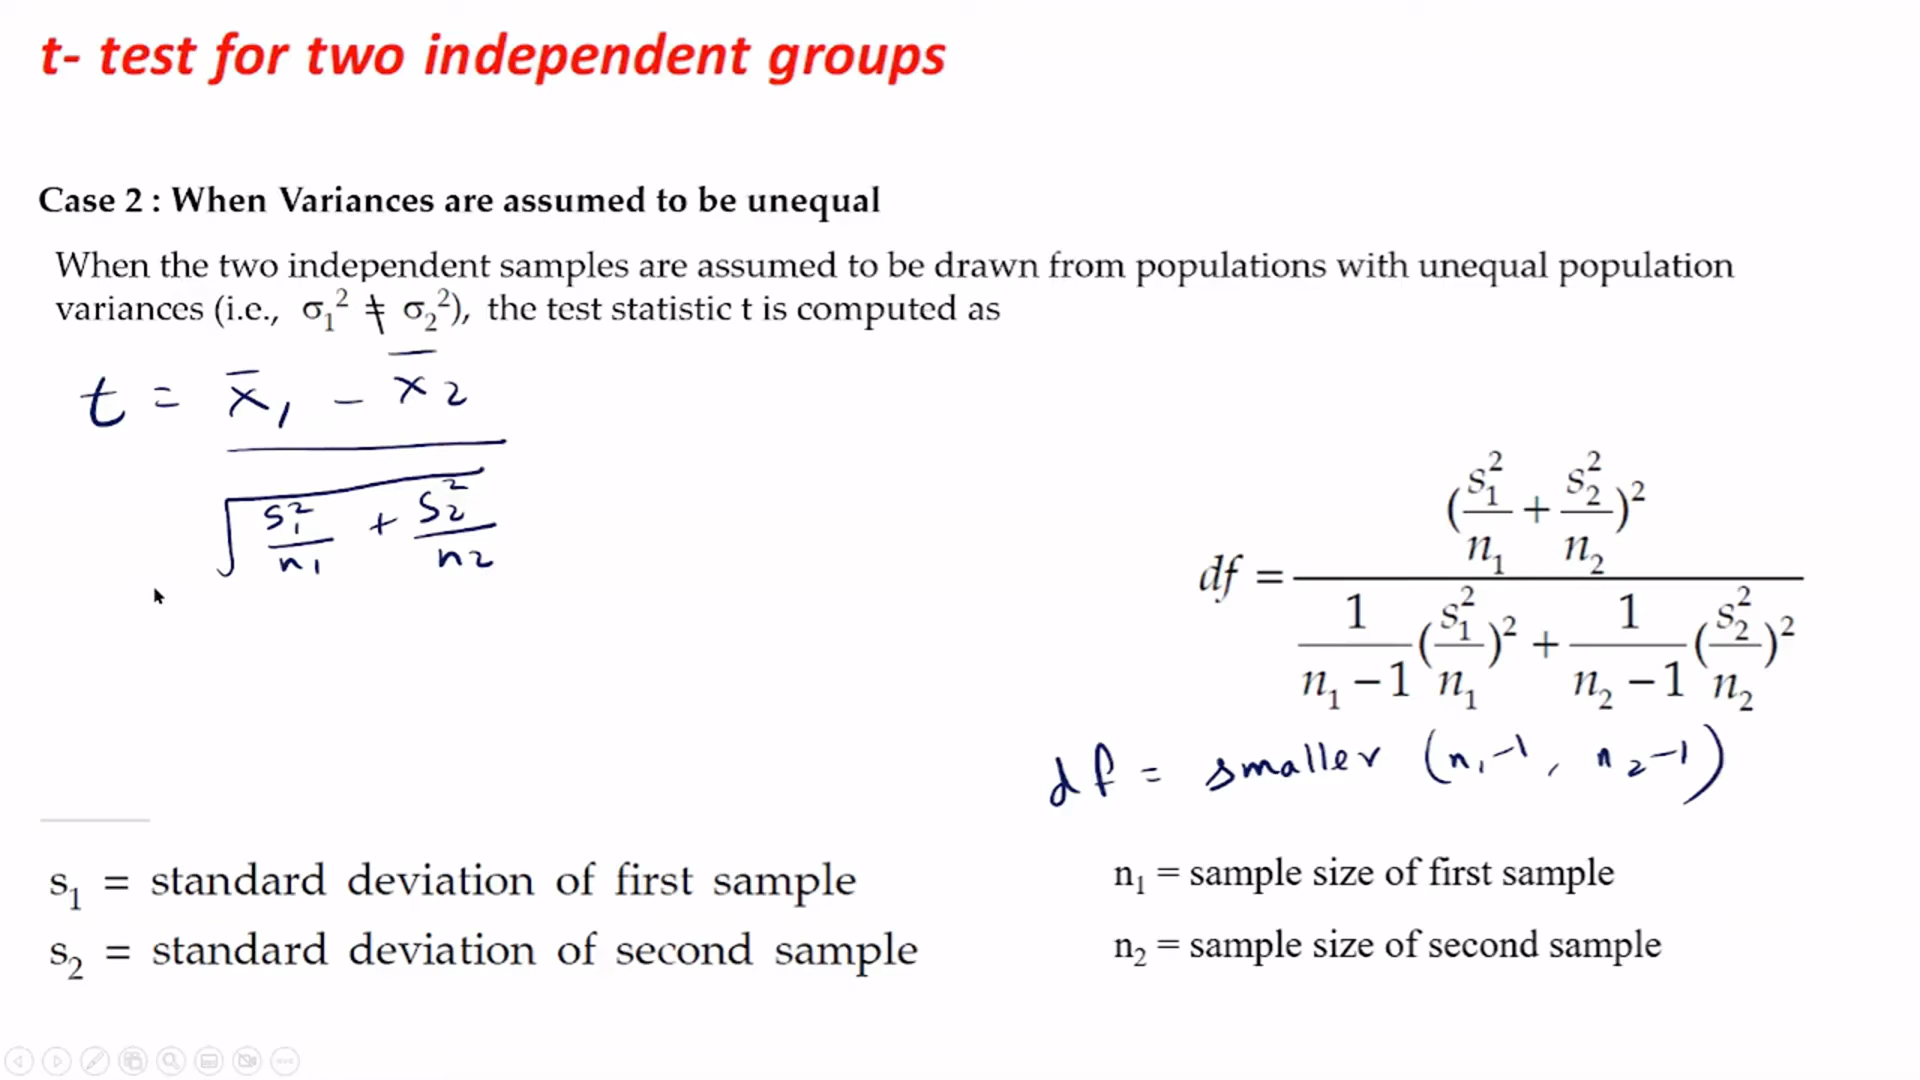 t- test for two independent groups
Case 2 : When Variances are assumed to be unequal
When the two independent samples are assumed to be drawn from populations with unequal population
variances (i.e., σ₁² ≠ σ₂²), the test statistic t is computed as
t = x̄₁ - x̄₂
√ s₁²/n₁ + s₂²/n₂
df = (s₁²/n₁ + s₂²/n₂)² / 1/(n₁ − 1) (s₁²/n₁)² + 1/(n₂ − 1) (s₂²/n₂)²
df = smaller (n₁-1, n₂-1)
s₁ = standard deviation of first sample
s₂ = standard deviation of second sample
n₁ = sample size of first sample
n₂ = sample size of second sample